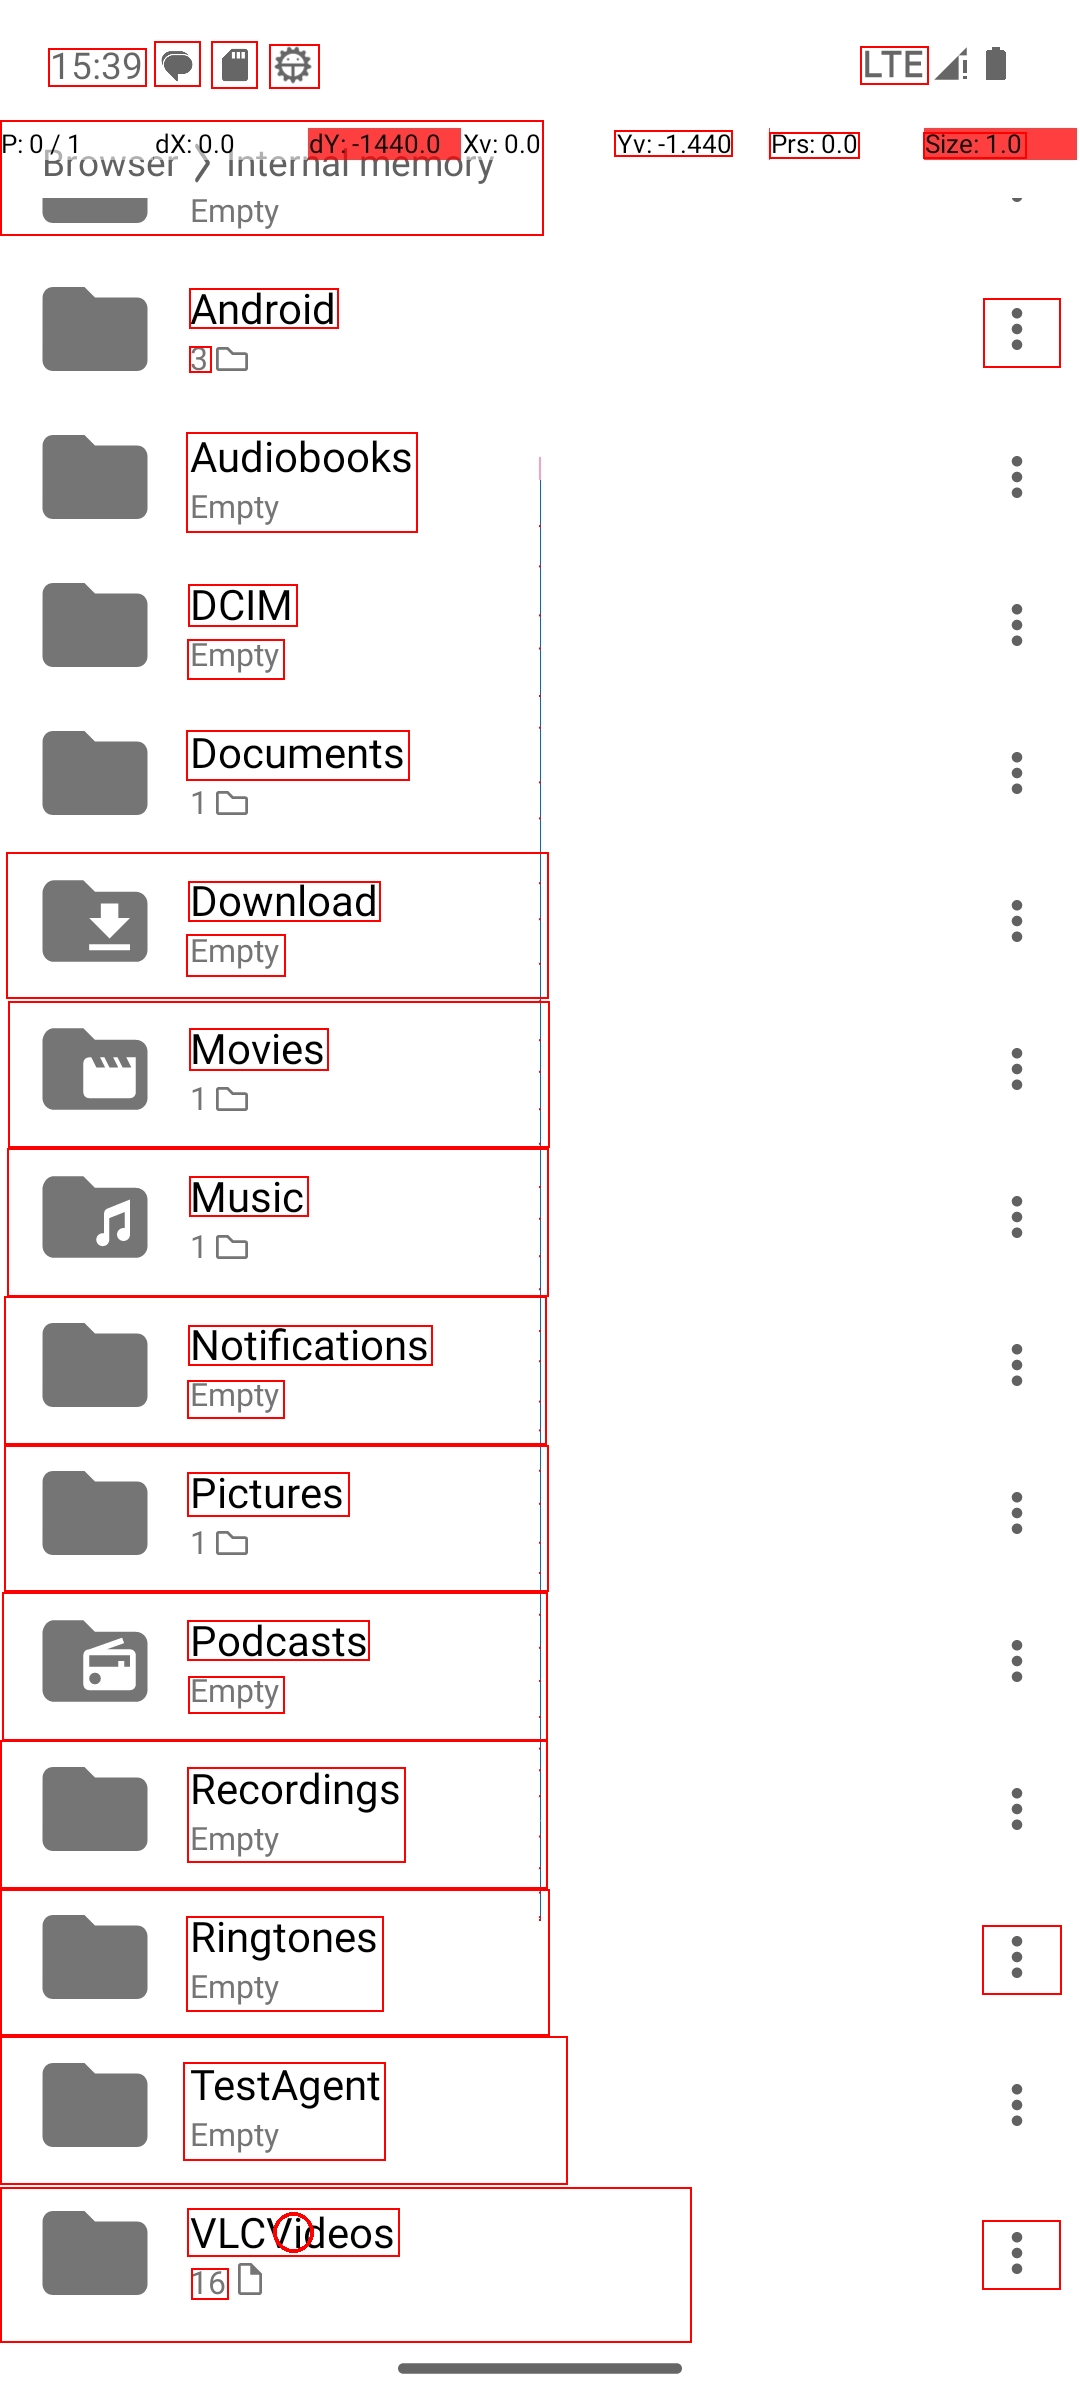 15:39 LTE
P: 0 / 1 dX: 0.0 dY: -1440.0 Xv: 0.0 Yv: -1.440 Prs: 0.0 Size: 1.0
Browser Internal memory
Empty
Android
3
Audiobooks
Empty
DCIM
Empty
Documents
1
Download
Empty
Movies
1
Music
1
Notifications
Empty
Pictures
1
Podcasts
Empty
Recordings
Empty
Ringtones
Empty
TestAgent
Empty
VLCVideos
16